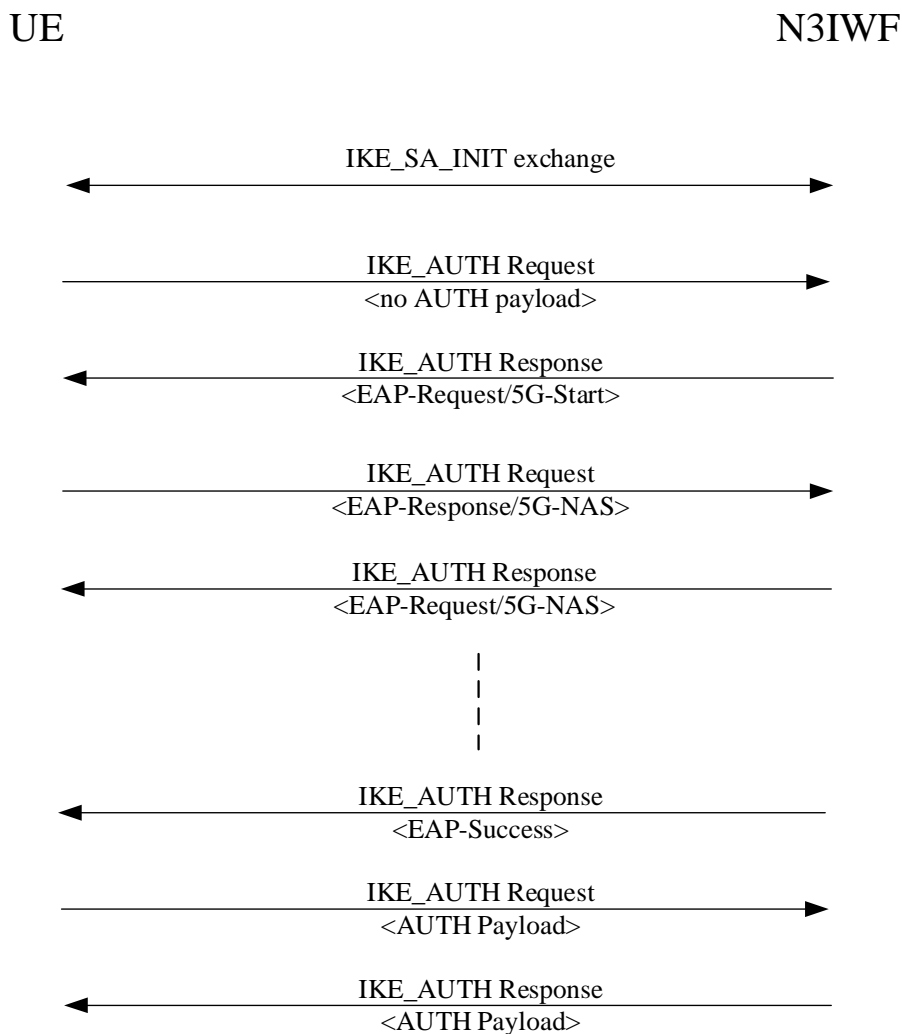 UE
N3IWF
IKE_SA_INIT exchange
IKE_AUTH Request
<no AUTH payload>
IKE_AUTH Response
<EAP-Request/5G-Start>
IKE_AUTH Request
<EAP-Response/5G-NAS>
IKE_AUTH Response
<EAP-Request/5G-NAS>
IKE_AUTH Response
<EAP-Success>
IKE_AUTH Request
<AUTH Payload>
IKE_AUTH Response
<AUTH Payload>